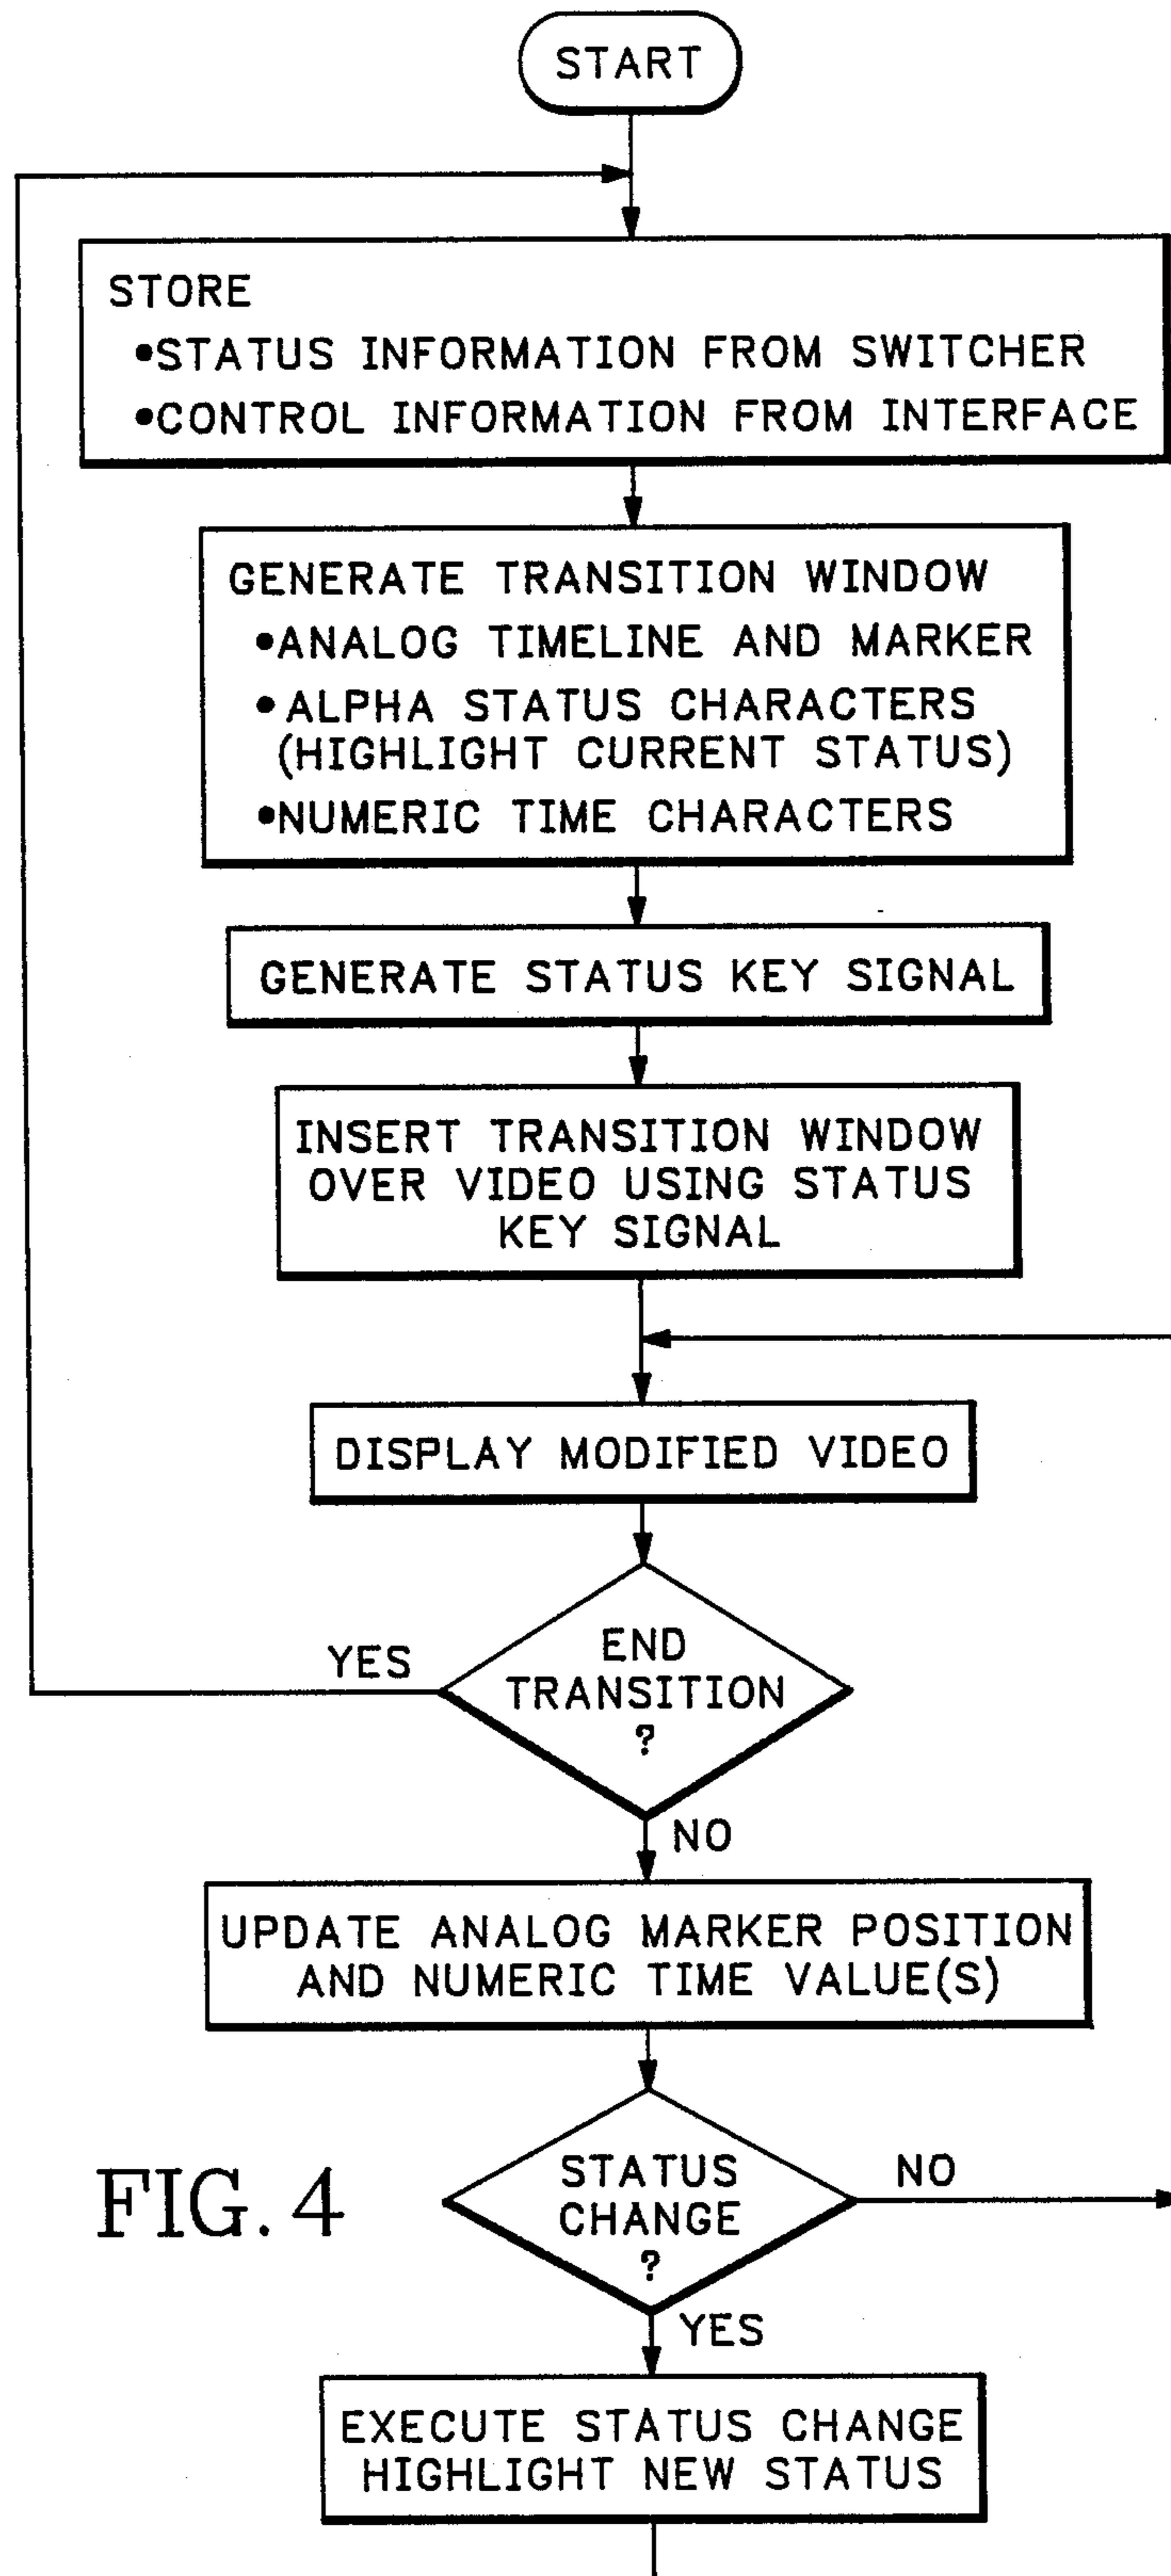 START
STORE
•STATUS INFORMATION FROM SWITCHER
•CONTROL INFORMATION FROM INTERFACE
GENERATE TRANSITION WINDOW
•ANALOG TIMELINE AND MARKER
•ALPHA STATUS CHARACTERS
(HIGHLIGHT CURRENT STATUS)
•NUMERIC TIME CHARACTERS
GENERATE STATUS KEY SIGNAL
INSERT TRANSITION WINDOW
OVER VIDEO USING STATUS
KEY SIGNAL
DISPLAY MODIFIED VIDEO
YES
END
TRANSITION
?
NO
UPDATE ANALOG MARKER POSITION
AND NUMERIC TIME VALUE(S)
FIG. 4
STATUS
CHANGE
?
NO
YES
EXECUTE STATUS CHANGE
HIGHLIGHT NEW STATUS